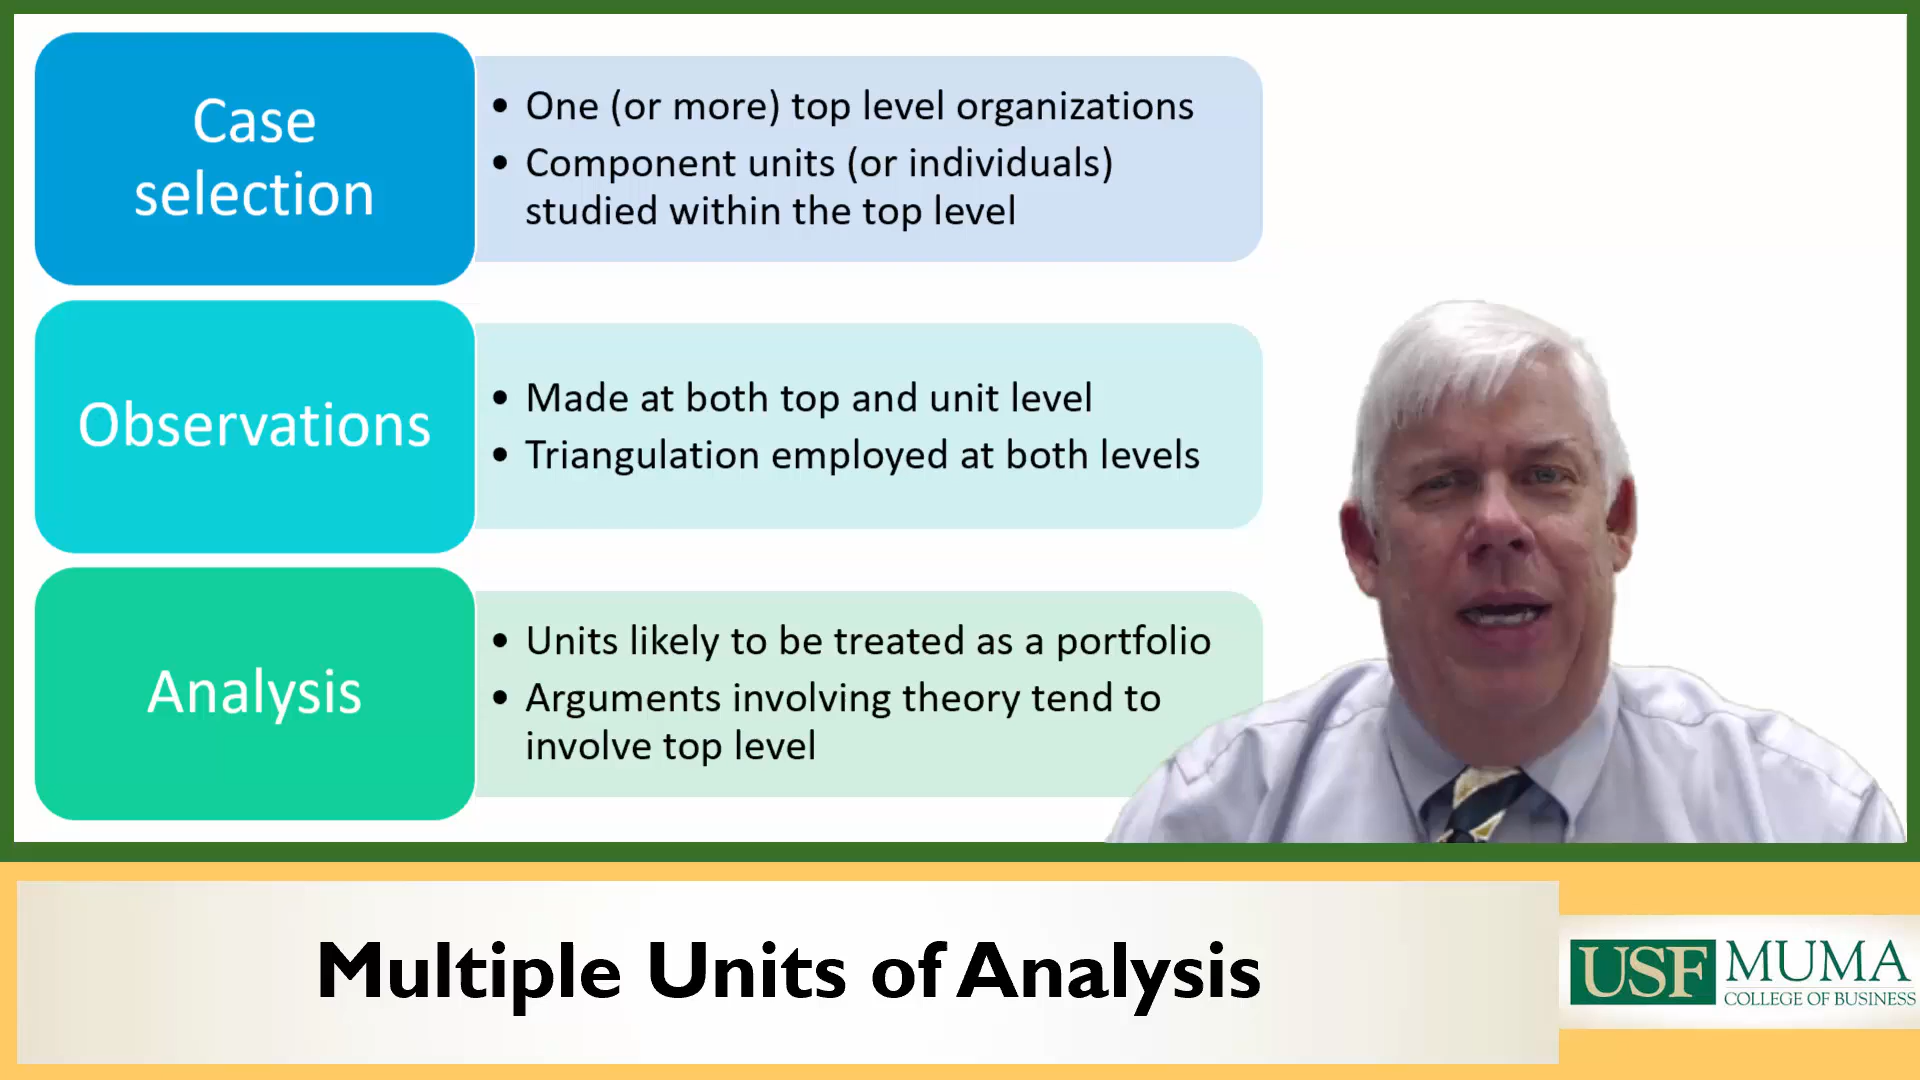 Case
selection
• One (or more) top level organizations
• Component units (or individuals)
studied within the top level
Observations
• Made at both top and unit level
• Triangulation employed at both levels
Analysis
• Units likely to be treated as a portfolio
• Arguments involving theory tend to
involve top level
Multiple Units of Analysis
USF MUMA
COLLEGE OF BUSINESS